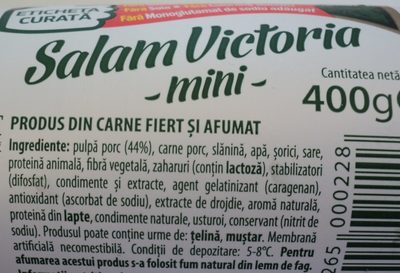 ETICHETA
CURATĂ
Fără Soia • Fără
Fără Monoglutamat de sodiu adăugat
Salam Victoria
- mini -
Cantitatea netă
400g
PRODUS DIN CARNE FIERT ȘI AFUMAT
Ingrediente: pulpă porc (44%), carne porc, slănină, apă, șorici, sare,
proteină animală, fibră vegetală, zaharuri (conțin lactoză), stabilizatori
(difosfat), condimente și extracte, agent gelatinizant (caragenan),
antioxidant (ascorbat de sodiu), extracte de drojdie, aromă naturală,
proteină din lapte, condimente naturale, usturoi, conservant (nitrit de
sodiu). Produsul poate conține urme de: țelină, muștar. Membrană
artificială necomestibilă. Condiții de depozitare: 5-8°C. Pentru
afumarea acestui produs s-a folosit fum natural din lemn de fag.
265 000228